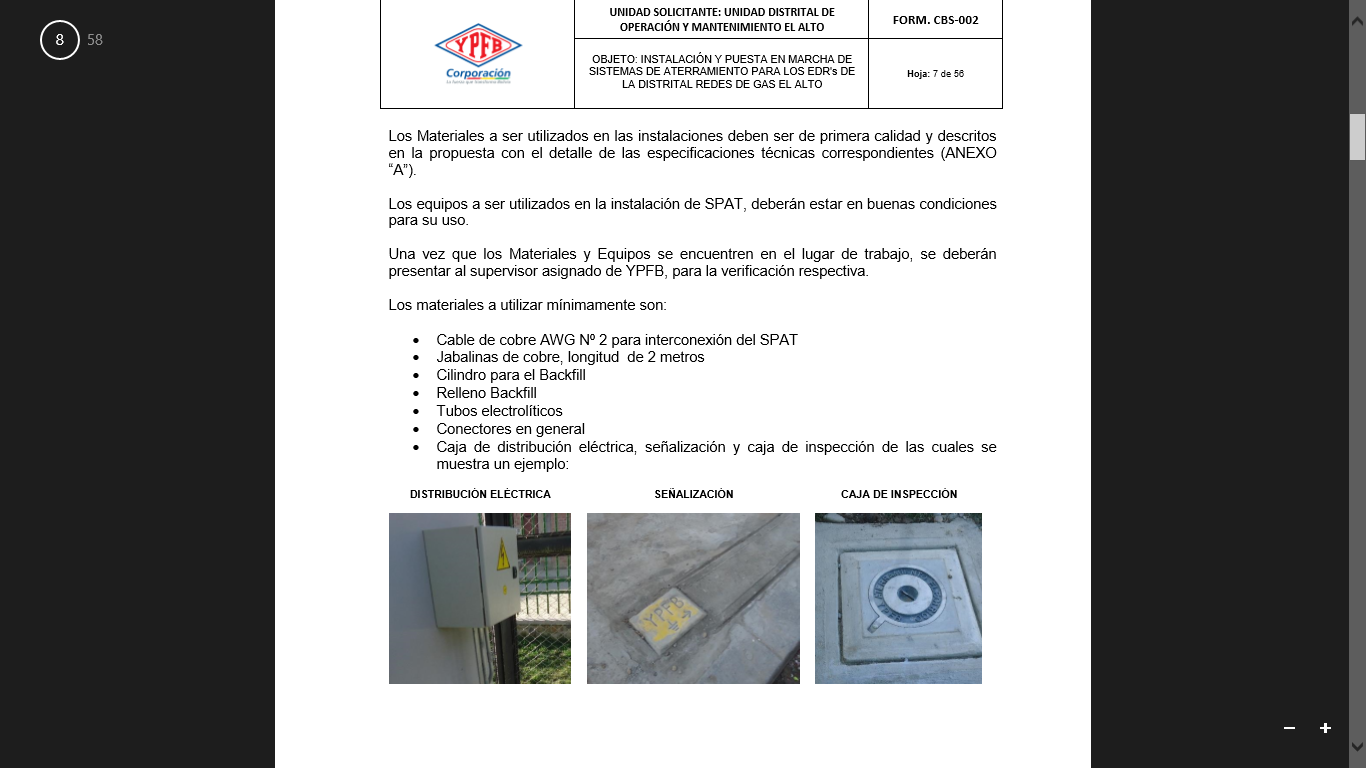 8 58
YPFB
Corporación
UNIDAD SOLICITANTE: UNIDAD DISTRITAL DE
OPERACIÓN Y MANTENIMIENTO EL ALTO
FORM. CBS-002
OBJETO: INSTALACIÓN Y PUESTA EN MARCHA DE
SISTEMAS DE ATERRAMIENTO PARA LOS EDR's DE
LA DISTRITAL REDES DE GAS EL ALTO
Hoja: 7 de 56
Los Materiales a ser utilizados en las instalaciones deben ser de primera calidad y descritos
en la propuesta con el detalle de las especificaciones técnicas correspondientes (ANEXO
“A”).
Los equipos a ser utilizados en la instalación de SPAT, deberán estar en buenas condiciones
para su uso.
Una vez que los Materiales y Equipos se encuentren en el lugar de trabajo, se deberán
presentar al supervisor asignado de YPFB, para la verificación respectiva.
Los materiales a utilizar mínimamente son:
• Cable de cobre AWG Nº 2 para interconexión del SPAT
• Jabalinas de cobre, longitud de 2 metros
• Cilindro para el Backfill
• Relleno Backfill
• Tubos electrolíticos
• Conectores en general
• Caja de distribución eléctrica, señalización y caja de inspección de las cuales se
muestra un ejemplo:
DISTRIBUCIÓN ELÉCTRICA SEÑALIZACIÓN CAJA DE INSPECCIÓN
YPFB